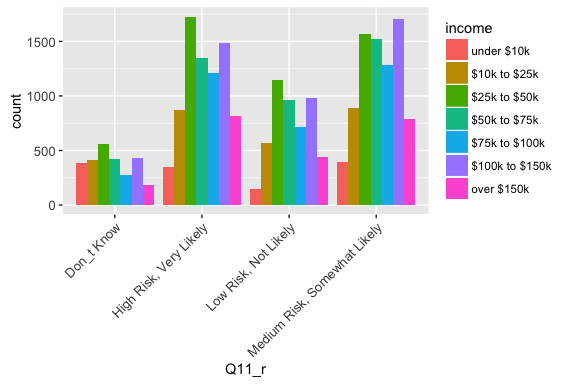 count
1500
1000
500
0
Don_t Know
High Risk, Very Likely
Low Risk, Not Likely
Medium Risk, Somewhat Likely
Q11_r
income
under $10k
$10k to $25k
$25k to $50k
$50k to $75k
$75k to $100k
$100k to $150k
over $150k